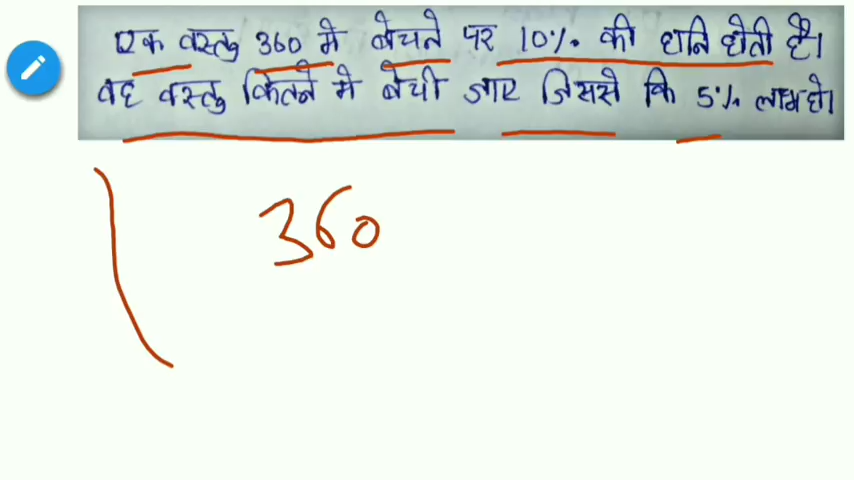 एक वस्तु 360 मे बेचने पर 10% की हानि होती है।
वह वस्तु कितने मे बेची जाए जिससे कि 5% लाभ हो।
360